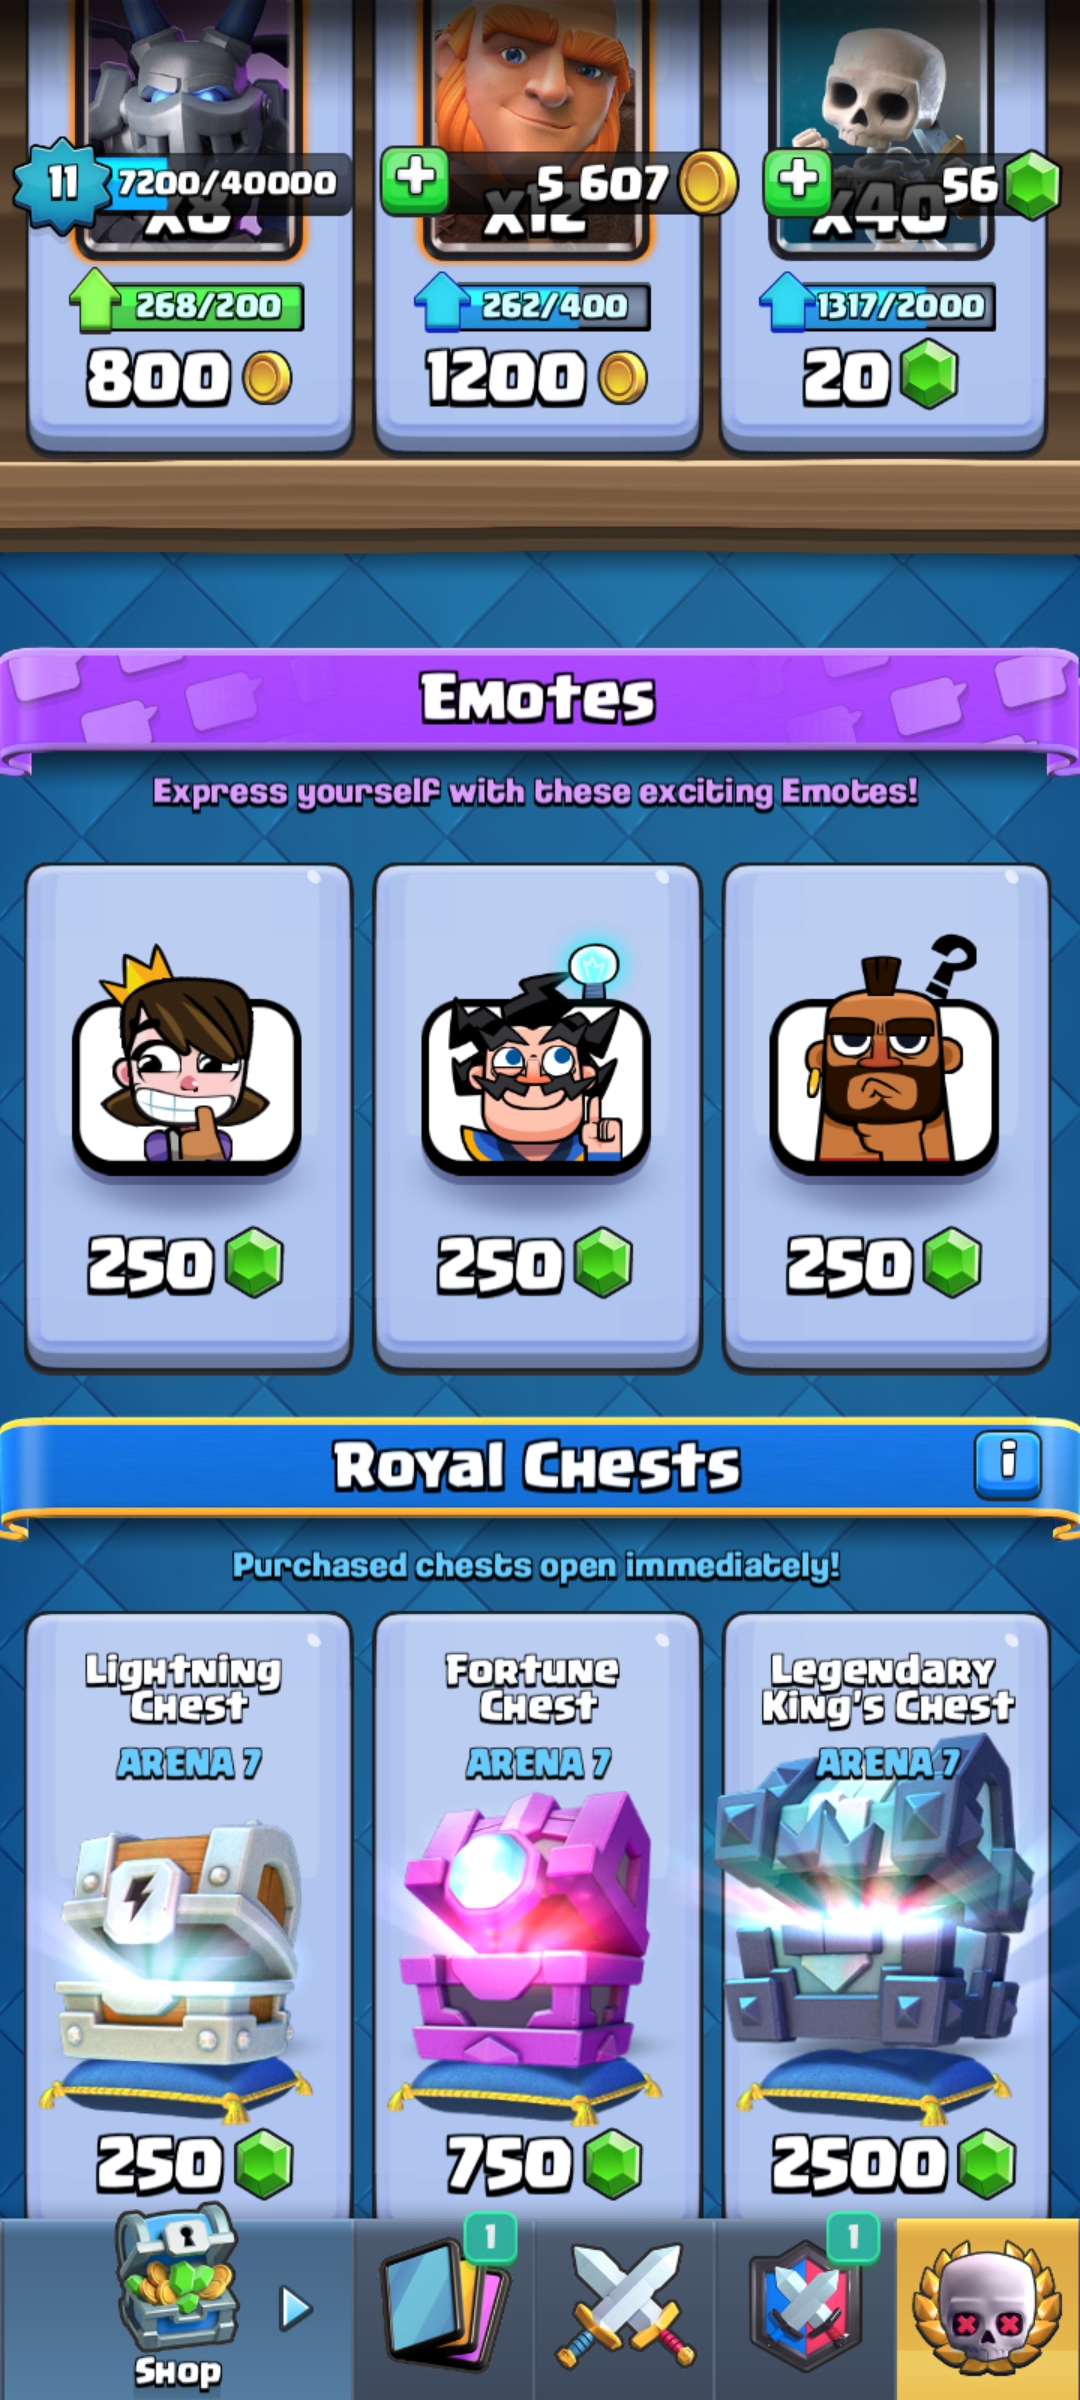 11 7200/40000 5 607 56
x8 x12 x40
268/200 262/400 1317/2000
800 1200 20
Emotes
Express yourself with these exciting Emotes!
?
250 250 250
Royal Chests i
Purchased chests open immediately!
Lightning Chest
ARENA 7
250
Fortune Chest
ARENA 7
750
Legendary King's Chest
ARENA 7
2500
1 1
Shop